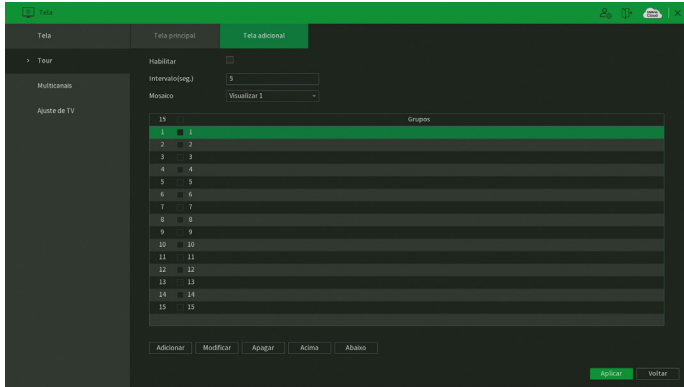 Tela
Tela
Tour
Multicanais
Ajuste de TV
Tela principal
Tela adicional
Habilitar
Intervalo(seg.) 5
Mosaico Visualizar 1
15 Grupos
1 1
2 2
3 3
4 4
5 5
6 6
7 7
8 8
9 9
10 10
11 11
12 12
13 13
14 14
15 15
Adicionar Modificar Apagar Acima Abaixo
Aplicar Voltar